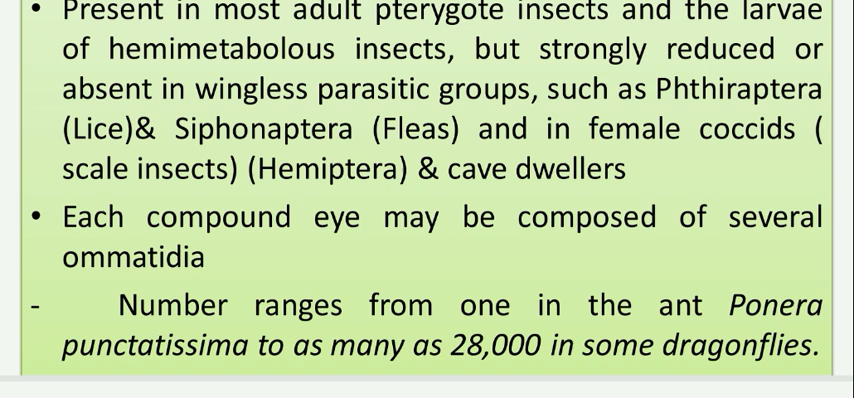 • Present in most adult pterygote insects and the larvae
of hemimetabolous insects, but strongly reduced or
absent in wingless parasitic groups, such as Phthiraptera
(Lice)& Siphonaptera (Fleas) and in female coccids (
scale insects) (Hemiptera) & cave dwellers
• Each compound eye may be composed of several
ommatidia
- Number ranges from one in the ant Ponera
punctatissima to as many as 28,000 in some dragonflies.